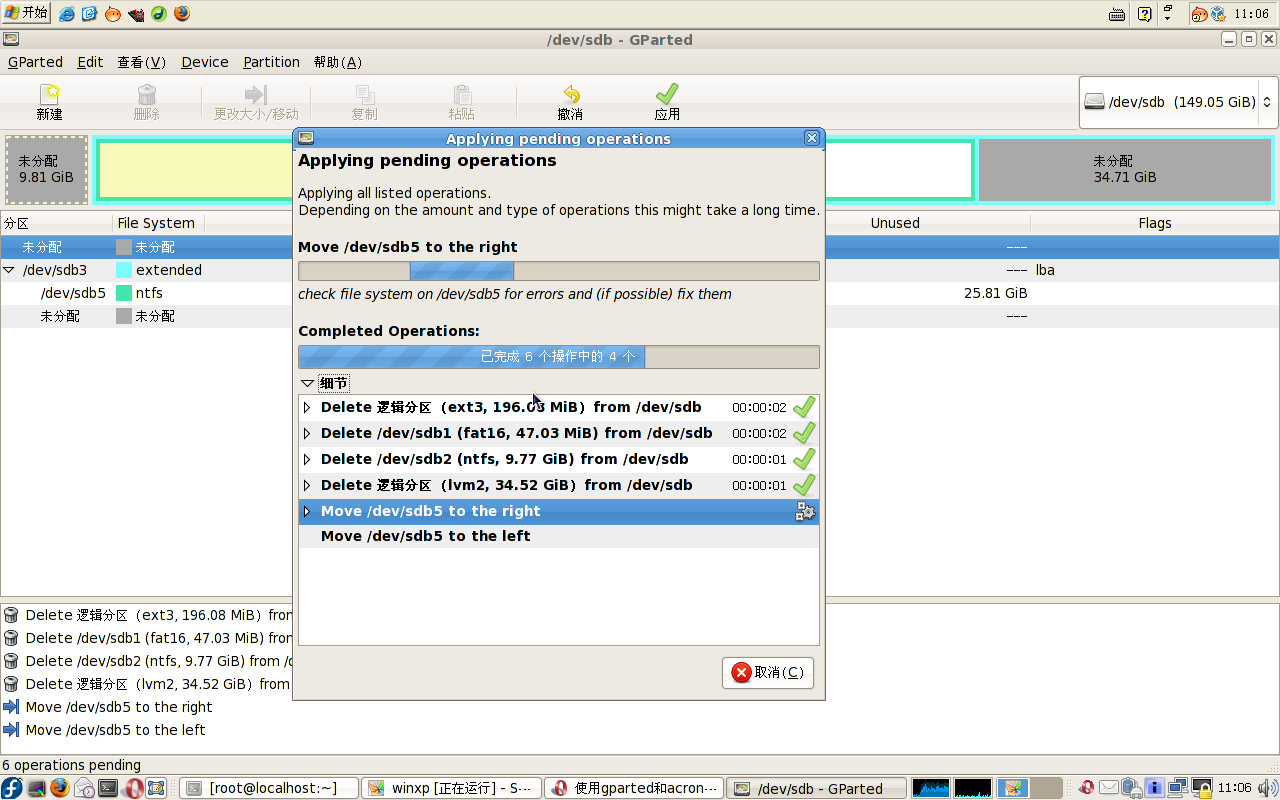 开始
11:06
/dev/sdb - GParted
GParted Edit 查看(V) Device Partition 帮助(A)
新建 删除 更改大小/移动 复制 粘贴 撤消 应用
/dev/sdb (149.05 GiB)
未分配
9.81 GiB
未分配
34.71 GiB
分区 File System Unused Flags
未分配 未分配 ---
/dev/sdb3 extended --- lba
/dev/sdb5 ntfs 25.81 GiB
未分配 未分配 ---
Applying pending operations
Applying pending operations
Applying all listed operations.
Depending on the amount and type of operations this might take a long time.
Move /dev/sdb5 to the right
check file system on /dev/sdb5 for errors and (if possible) fix them
Completed Operations:
已完成 6 个操作中的 4 个
细节
Delete 逻辑分区 (ext3, 196.08 MiB) from /dev/sdb 00:00:02
Delete /dev/sdb1 (fat16, 47.03 MiB) from /dev/sdb 00:00:02
Delete /dev/sdb2 (ntfs, 9.77 GiB) from /dev/sdb 00:00:01
Delete 逻辑分区 (lvm2, 34.52 GiB) from /dev/sdb 00:00:01
Move /dev/sdb5 to the right
Move /dev/sdb5 to the left
取消(C)
Delete 逻辑分区 (ext3, 196.08 MiB) from
Delete /dev/sdb1 (fat16, 47.03 MiB) from
Delete /dev/sdb2 (ntfs, 9.77 GiB) from /d
Delete 逻辑分区 (lvm2, 34.52 GiB) from
Move /dev/sdb5 to the right
Move /dev/sdb5 to the left
6 operations pending
[root@localhost:~] winxp [正在运行] - S··· 使用gparted和acron··· /dev/sdb - GParted 11:06